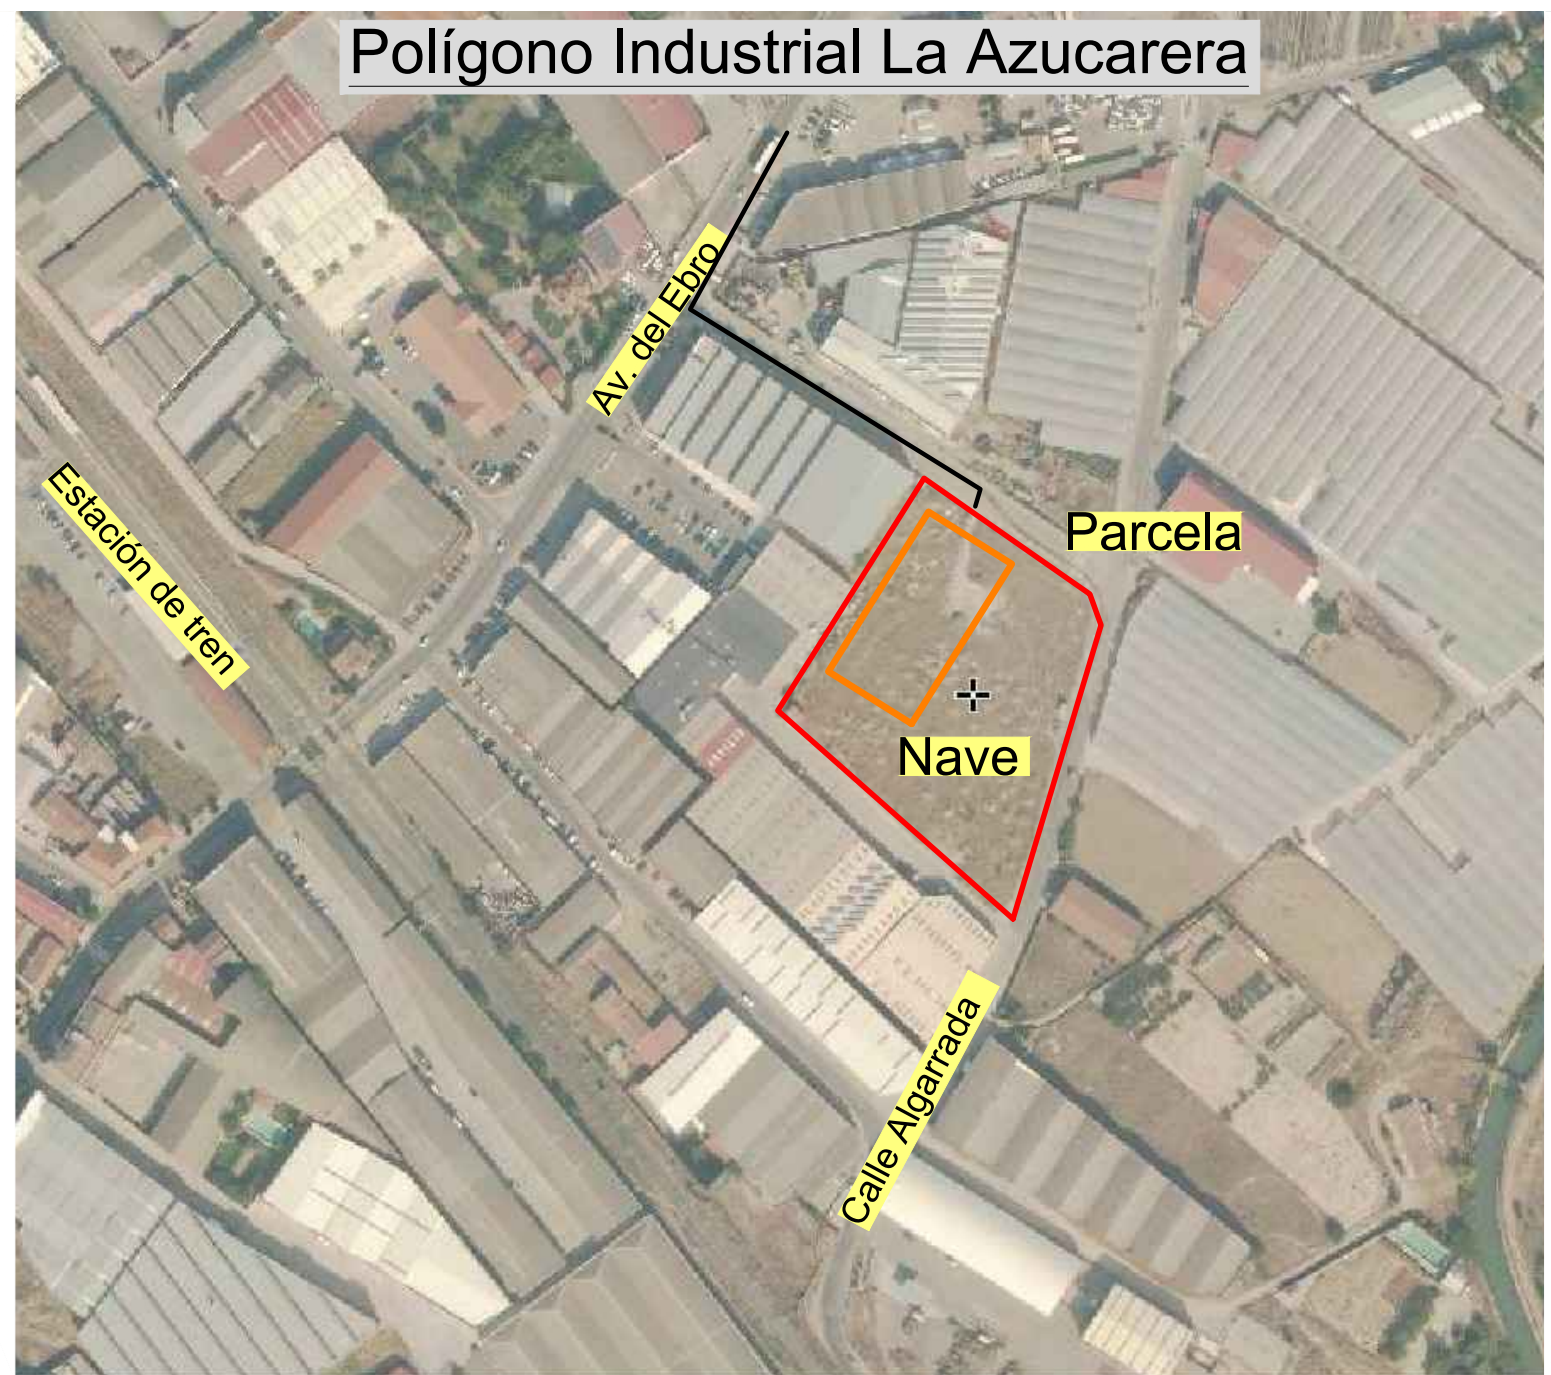 Polígono Industrial La Azucarera
Av. del Ebro
Estación de tren
Parcela
Nave
Calle Algarrada